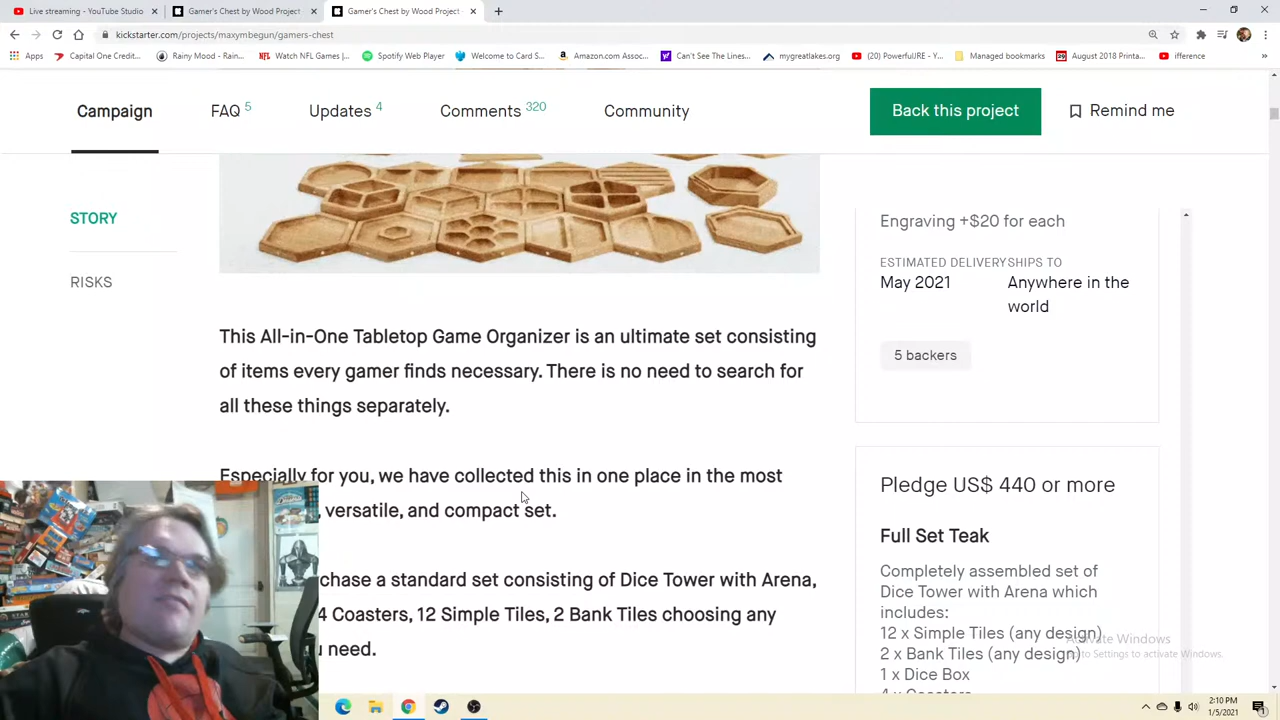 Live streaming - YouTube Studio
Gamer's Chest by Wood Project
Gamer's Chest by Wood Project
kickstarter.com/projects/maxymbegun/gamers-chest
Apps
Capital One Credit...
Rainy Mood - Rain...
Watch NFL Games |...
Spotify Web Player
Welcome to Card S...
Amazon.com Assoc...
Can't See The Lines...
mygreatlakes.org
(20) PowerfulJRE - Y...
Managed bookmarks
August 2018 Printa...
ifference
»
Campaign
FAQ 5
Updates 4
Comments 320
Community
Back this project
Remind me
STORY
RISKS
This All-in-One Tabletop Game Organizer is an ultimate set consisting
of items every gamer finds necessary. There is no need to search for
all these things separately.
Especially for you, we have collected this in one place in the most
versatile, and compact set.
chase a standard set consisting of Dice Tower with Arena,
4 Coasters, 12 Simple Tiles, 2 Bank Tiles choosing any
need.
Engraving +$20 for each
ESTIMATED DELIVERY
May 2021
SHIPS TO
Anywhere in the
world
5 backers
Pledge US$ 440 or more
Full Set Teak
Completely assembled set of
Dice Tower with Arena which
includes:
12 x Simple Tiles (any design)
2 x Bank Tiles (any design)
1 x Dice Box
4 x Coasters
Activate Windows
Go to Settings to activate Windows.
2:10 PM
1/5/2021